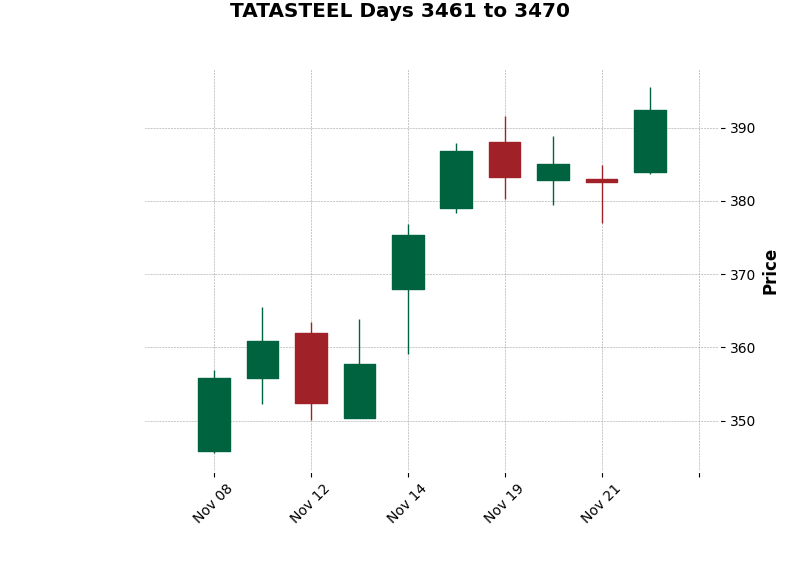 TATASTEEL Days 3461 to 3470
390
380
370
360
350
Price
Nov 08
Nov 12
Nov 14
Nov 19
Nov 21